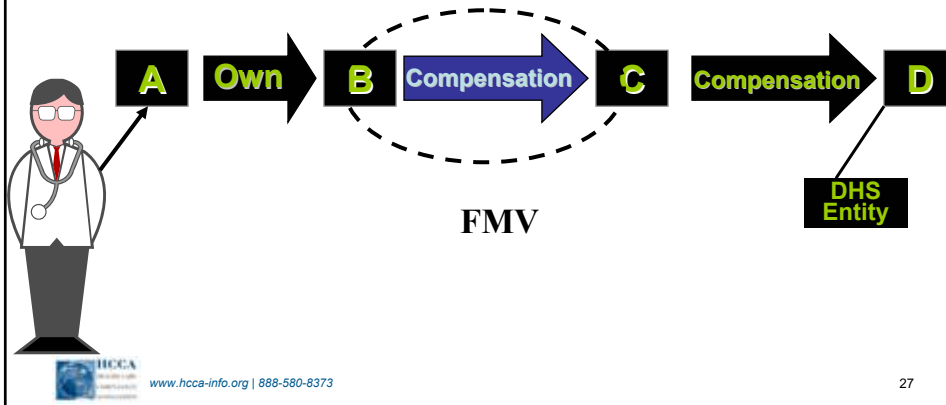 A Own B Compensation C Compensation D
DHS
Entity
FMV
HCCA
www.hcca-info.org | 888-580-8373 27